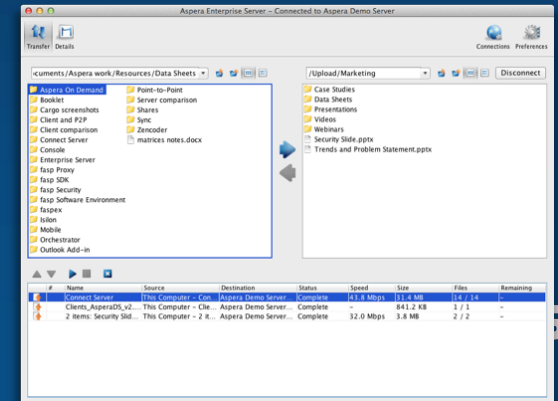 Aspera Enterprise Server – Connected to Aspera Demo Server
Transfer Details Connections Preferences
‹cuments/Aspera work/Resources/Data Sheets /Upload/Marketing Disconnect
Aspera On Demand
Booklet
Cargo screenshots
Client and P2P
Client comparison
Connect Server
Console
Enterprise Server
fasp Proxy
fasp SDK
fasp Security
fasp Software Environment
faspex
Isilon
Mobile
Orchestrator
Outlook Add-in
Point-to-Point
Server comparison
Shares
Sync
Zencoder
matrices notes.docx
Case Studies
Data Sheets
Presentations
Videos
Webinars
Security Slide.pptx
Trends and Problem Statement.pptx
# Name Source Destination Status Speed Size Files Remaining
Connect Server This Computer – Con... Aspera Demo Server... Complete 43.8 Mbps 31.4 MB 14 / 14 –
Clients_AsperaDS_v2... This Computer – Clie... Aspera Demo Server... Complete – 841.2 KB 1 / 1 –
2 items: Security Slid... This Computer – 2 it... Aspera Demo Server... Complete 32.0 Mbps 3.8 MB 2 / 2 –